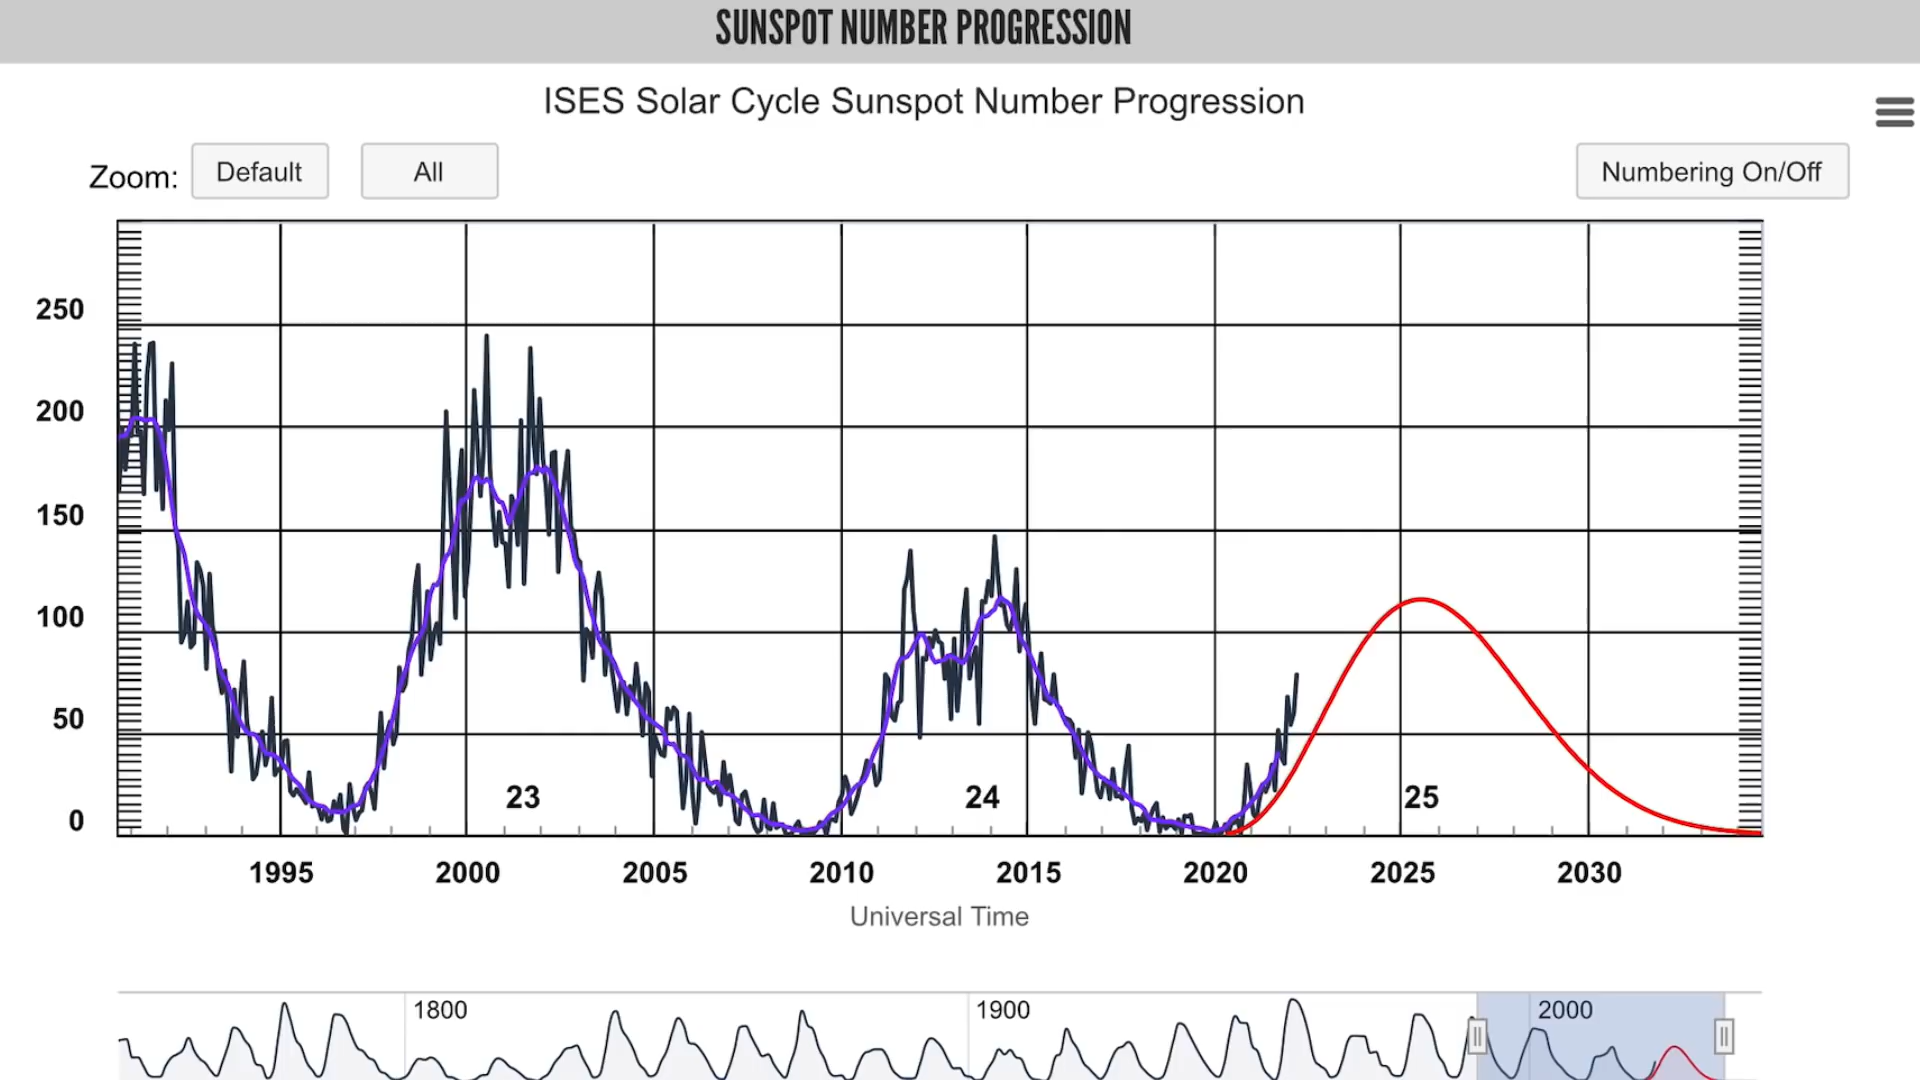 SUNSPOT NUMBER PROGRESSION
ISES Solar Cycle Sunspot Number Progression
Zoom: Default All Numbering On/Off
250
200
150
100
50
0
23 24 25
1995 2000 2005 2010 2015 2020 2025 2030
Universal Time
1800 1900 2000